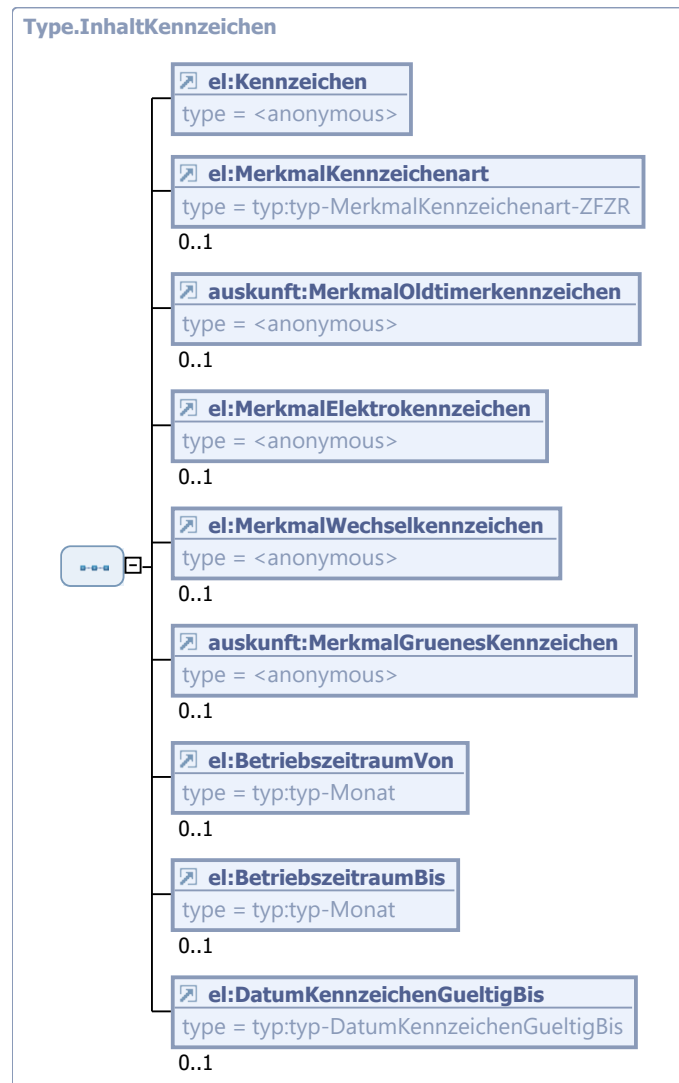 Type.InhaltKennzeichen
el:Kennzeichen
type = <anonymous>
el:MerkmalKennzeichenart
type = typ:typ-MerkmalKennzeichenart-ZFZR
0..1
auskunft:MerkmalOldtimerkennzeichen
type = <anonymous>
0..1
el:MerkmalElektrokennzeichen
type = <anonymous>
0..1
el:MerkmalWechselkennzeichen
type = <anonymous>
0..1
auskunft:MerkmalGruenesKennzeichen
type = <anonymous>
0..1
el:BetriebszeitraumVon
type = typ:typ-Monat
0..1
el:BetriebszeitraumBis
type = typ:typ-Monat
0..1
el:DatumKennzeichenGueltigBis
type = typ:typ-DatumKennzeichenGueltigBis
0..1